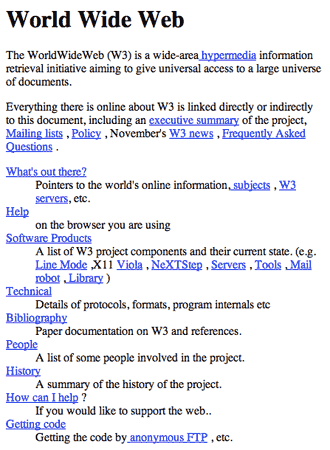 World Wide Web
The WorldWideWeb (W3) is a wide-area hypermedia information
retrieval initiative aiming to give universal access to a large universe
of documents.
Everything there is online about W3 is linked directly or indirectly
to this document, including an executive summary of the project,
Mailing lists , Policy , November's W3 news , Frequently Asked
Questions .
What's out there?
Pointers to the world's online information, subjects , W3
servers, etc.
Help
on the browser you are using
Software Products
A list of W3 project components and their current state. (e.g.
Line Mode ,X11 Viola , NeXTStep , Servers , Tools , Mail
robot , Library )
Technical
Details of protocols, formats, program internals etc
Bibliography
Paper documentation on W3 and references.
People
A list of some people involved in the project.
History
A summary of the history of the project.
How can I help ?
If you would like to support the web..
Getting code
Getting the code by anonymous FTP , etc.